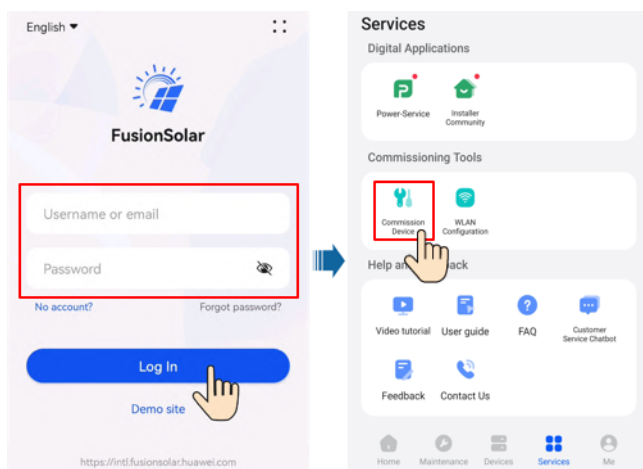 English
FusionSolar
Username or email
Password
No account? Forgot password?
Log In
Demo site
https://intl.fusionsolar.huawei.com
Services
Digital Applications
Power-Service
Installer
Community
Commissioning Tools
Commission
Device
WLAN
Configuration
Help an back
Video tutorial
User guide
FAQ
Customer
Service Chatbot
Feedback
Contact Us
Home Maintenance Devices Services Me